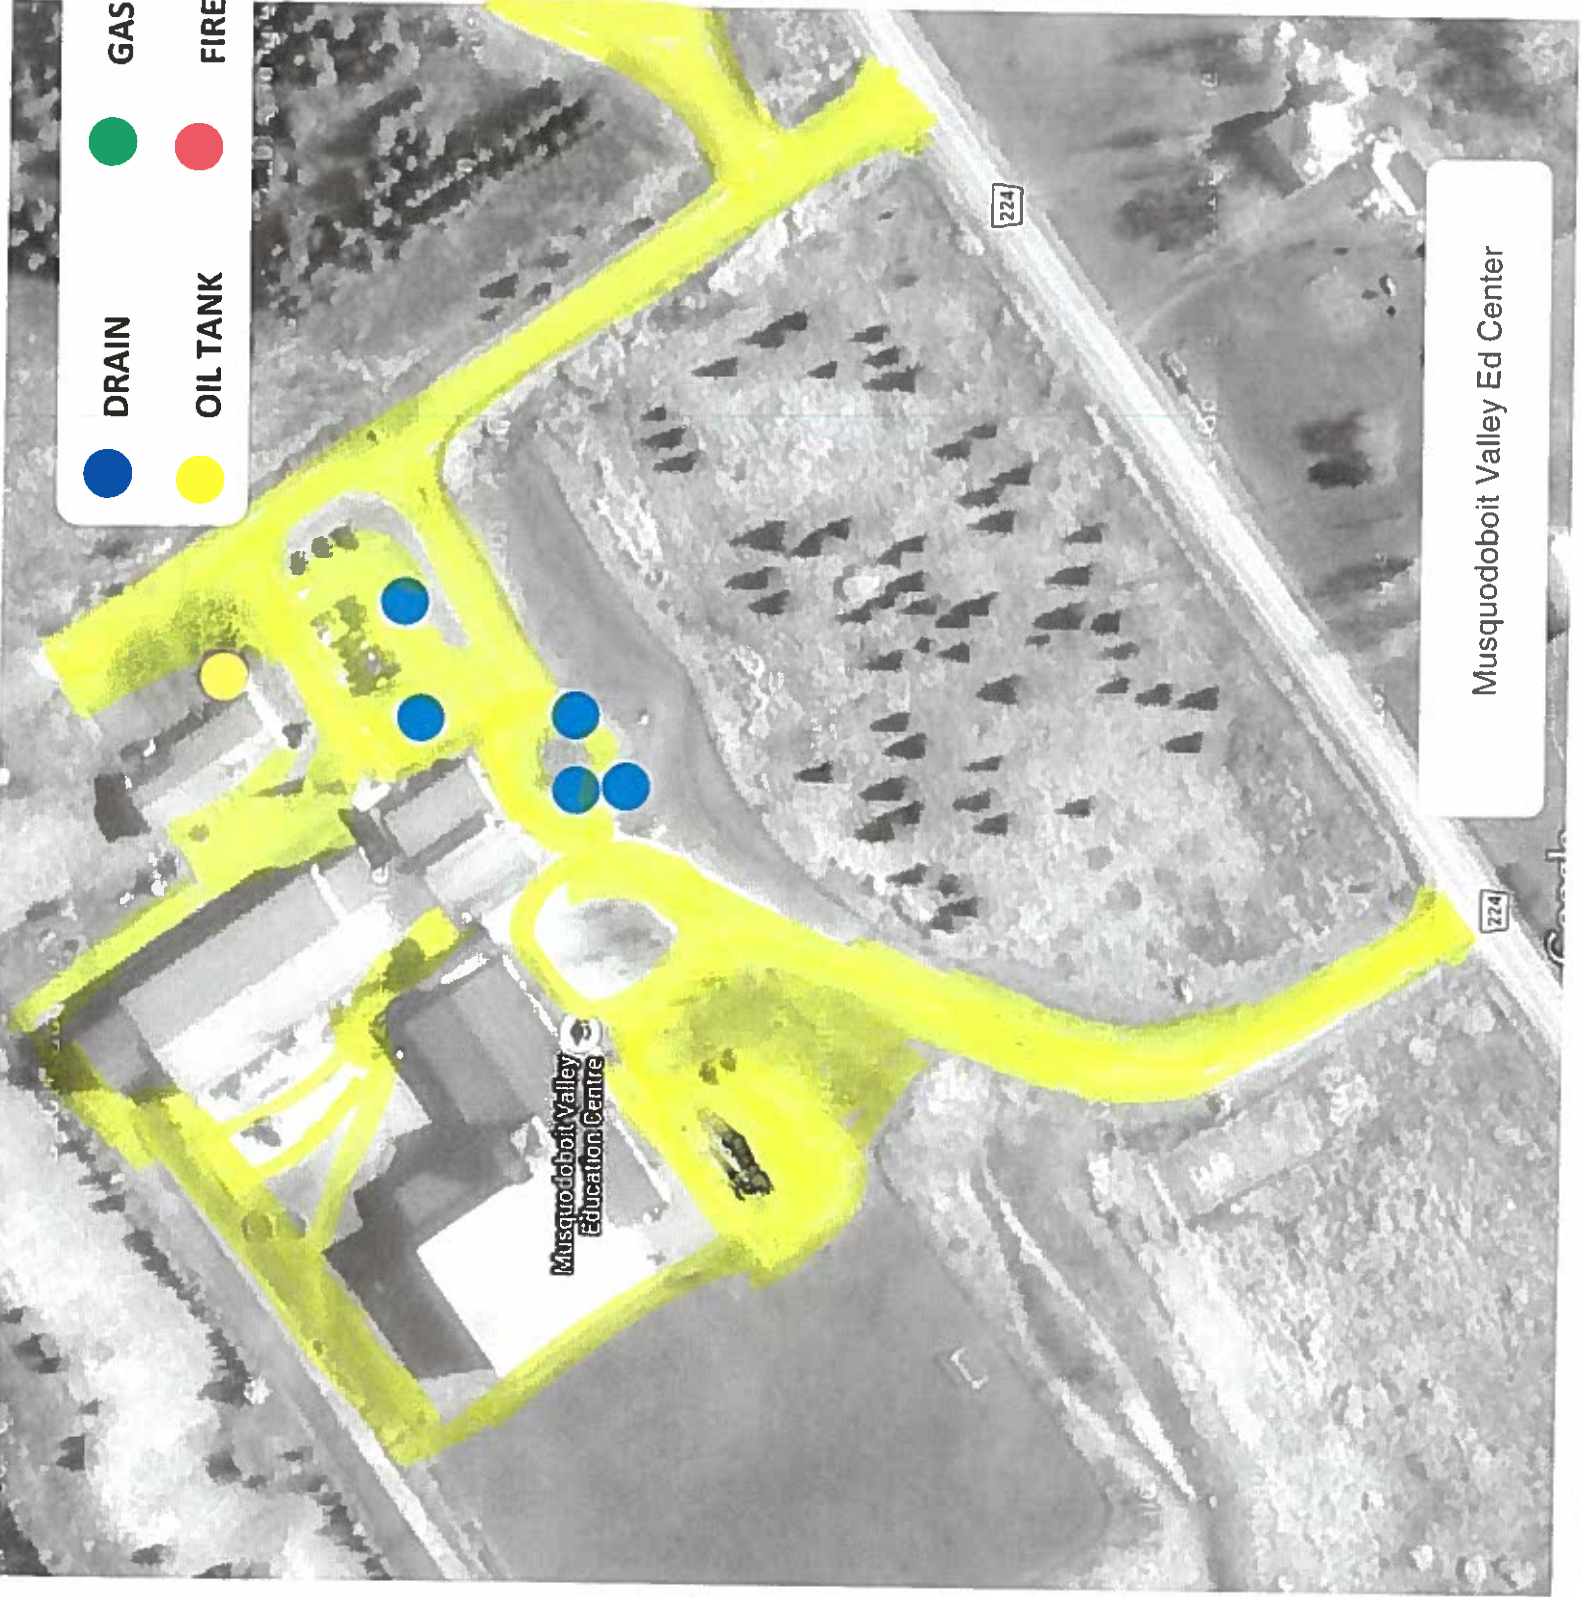 DRAIN
GAS
OIL TANK
FIRE
224
Musquodoboit Valley
Education Centre
224
Musquodoboit Valley Ed Center